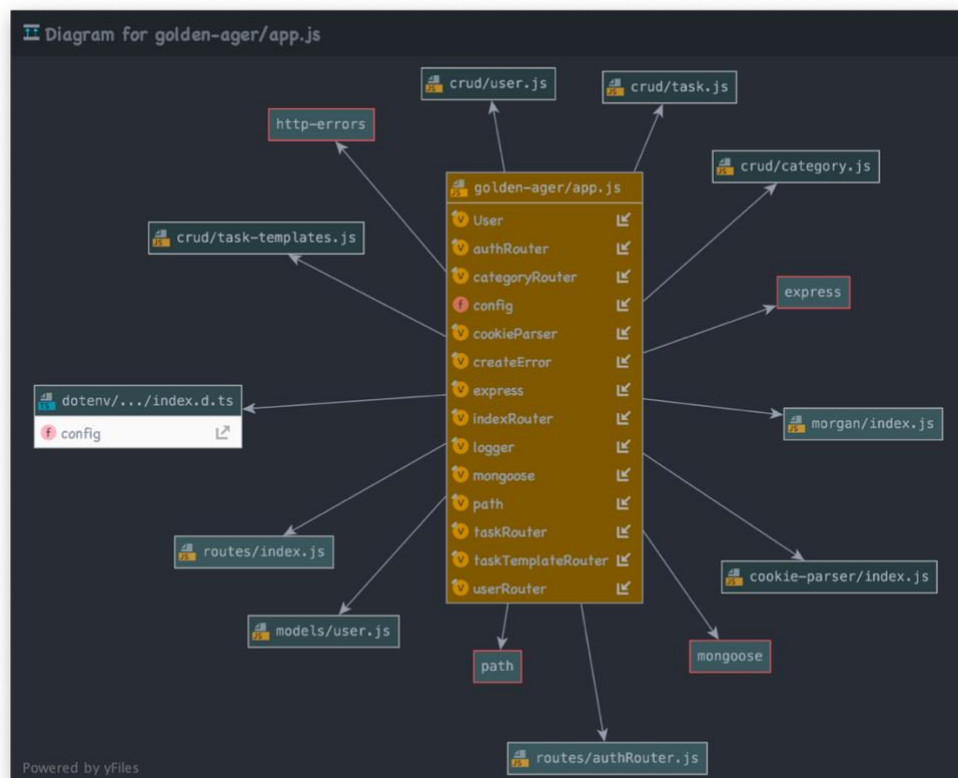 Diagram for golden-ager/app.js
crud/user.js
crud/task.js
http-errors
crud/category.js
golden-ager/app.js
User
authRouter
categoryRouter
config
cookieParser
createError
express
indexRouter
logger
mongoose
path
taskRouter
taskTemplateRouter
userRouter
crud/task-templates.js
express
dotenv/.../index.d.ts
config
morgan/index.js
routes/index.js
cookie-parser/index.js
models/user.js
path
mongoose
routes/authRouter.js
Powered by yFiles